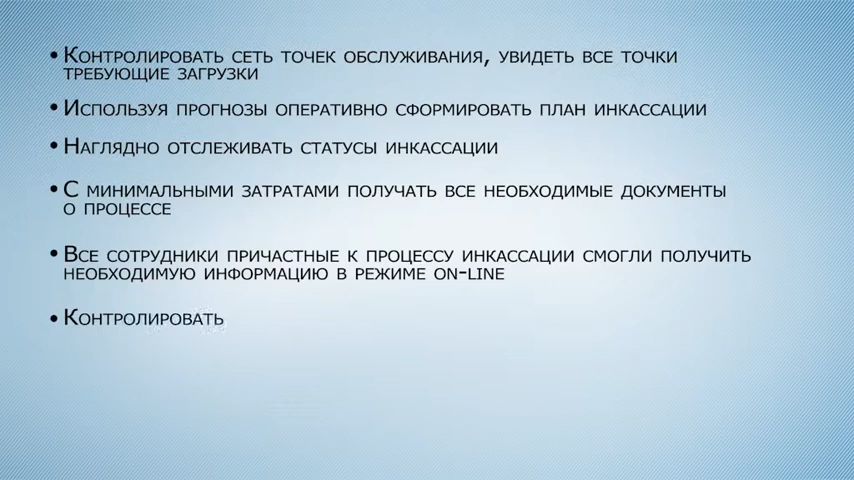 • Контролировать сеть точек обслуживания, увидеть все точки
требующие загрузки
• Используя прогнозы оперативно сформировать план инкассации
• Наглядно отслеживать статусы инкассации
• С минимальными затратами получать все необходимые документы
о процессе
• Все сотрудники причастные к процессу инкассации смогли получить
необходимую информацию в режиме on-line
• Контролировать